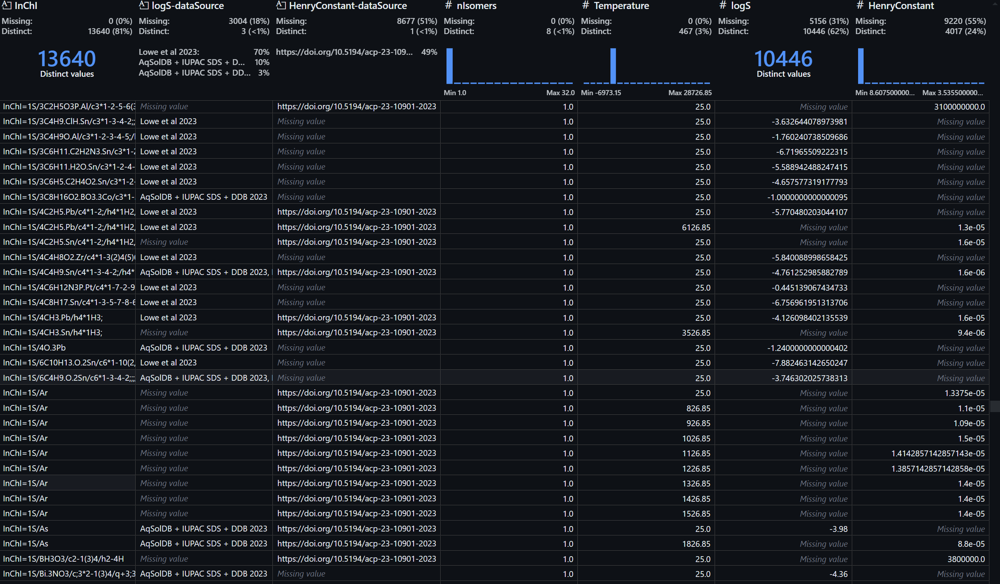 InChI logS-dataSource HenryConstant-dataSource # nIsomers # Temperature # logS # HenryConstant
Missing: 0 (0%) Missing: 3004 (18%) Missing: 8677 (51%) Missing: 0 (0%) Missing: 0 (0%) Missing: 5156 (31%) Missing: 9220 (55%)
Distinct: 13640 (81%) Distinct: 3 (<1%) Distinct: 1 (<1%) Distinct: 8 (<1%) Distinct: 467 (3%) Distinct: 10446 (62%) Distinct: 4017 (24%)
13640 Distinct values
Lowe et al 2023: 70%
AqSolDB + IUPAC SDS + D... 10%
AqSolDB + IUPAC SDS + DD... 3%
https://doi.org/10.5194/acp-23-109... 49%
Min 1.0 Max 32.0
Min -6973.15 Max 28726.85
10446 Distinct values
Min 8.607500000... Max 3.535500000...
InChI=1S/3C2H5O3P.Al/c3*1-2-5-6(3 Missing value https://doi.org/10.5194/acp-23-10901-2023 1.0 25.0 Missing value 3100000000.0
InChI=1S/3C4H9.ClH.Sn/c3*1-3-4-2;; Lowe et al 2023 Missing value 1.0 25.0 -3.632644078973981 Missing value
InChI=1S/3C4H9O.Al/c3*1-2-3-4-5;/ Lowe et al 2023 Missing value 1.0 25.0 -1.760240738509686 Missing value
InChI=1S/3C6H11.C2H2N3.Sn/c3*1-2 Lowe et al 2023 Missing value 1.0 25.0 -6.71965509222315 Missing value
InChI=1S/3C6H11.H2O.Sn/c3*1-2-4- Lowe et al 2023 Missing value 1.0 25.0 -5.588942488247415 Missing value
InChI=1S/3C6H5.C2H4O2.Sn/c3*1-2- Lowe et al 2023 Missing value 1.0 25.0 -4.657577319177793 Missing value
InChI=1S/3C8H16O2.BO3.3Co/c3*1- AqSolDB + IUPAC SDS + DDB 2023 Missing value 1.0 25.0 -1.0000000000000095 Missing value
InChI=1S/4C2H5.Pb/c4*1-2;/h4*1H2, Lowe et al 2023 https://doi.org/10.5194/acp-23-10901-2023 1.0 25.0 -5.770480203044107 Missing value
InChI=1S/4C2H5.Pb/c4*1-2;/h4*1H2, Lowe et al 2023 https://doi.org/10.5194/acp-23-10901-2023 1.0 6126.85 Missing value 1.3e-05
InChI=1S/4C2H5.Sn/c4*1-2;/h4*1H2, Missing value https://doi.org/10.5194/acp-23-10901-2023 1.0 25.0 Missing value 1.6e-05
InChI=1S/4C4H8O2.Zr/c4*1-3(2)4(5) Lowe et al 2023 Missing value 1.0 25.0 -5.840088998658425 Missing value
InChI=1S/4C4H9.Sn/c4*1-3-4-2;/h4* AqSolDB + IUPAC SDS + DDB 2023, https://doi.org/10.5194/acp-23-10901-2023 1.0 25.0 -4.761252985882789 1.6e-06
InChI=1S/4C6H12N3P.Pt/c4*1-7-2-9 Lowe et al 2023 Missing value 1.0 25.0 -0.445139067434733 Missing value
InChI=1S/4C8H17.Sn/c4*1-3-5-7-8-6 Lowe et al 2023 Missing value 1.0 25.0 -6.756961951313706 Missing value
InChI=1S/4CH3.Pb/h4*1H3; Lowe et al 2023 https://doi.org/10.5194/acp-23-10901-2023 1.0 25.0 -4.126098402135539 1.6e-05
InChI=1S/4CH3.Sn/h4*1H3; Missing value https://doi.org/10.5194/acp-23-10901-2023 1.0 3526.85 Missing value 9.4e-06
InChI=1S/4O.3Pb AqSolDB + IUPAC SDS + DDB 2023 Missing value 1.0 25.0 -1.2400000000000402 Missing value
InChI=1S/6C10H13.O.2Sn/c6*1-10(2, Lowe et al 2023 Missing value 1.0 25.0 -7.882463142650247 Missing value
InChI=1S/6C4H9.O.2Sn/c6*1-3-4-2;;; AqSolDB + IUPAC SDS + DDB 2023, Missing value 1.0 25.0 -3.746302025738313 Missing value
InChI=1S/Ar Missing value https://doi.org/10.5194/acp-23-10901-2023 1.0 25.0 Missing value 1.3375e-05
InChI=1S/Ar Missing value https://doi.org/10.5194/acp-23-10901-2023 1.0 826.85 Missing value 1.1e-05
InChI=1S/Ar Missing value https://doi.org/10.5194/acp-23-10901-2023 1.0 926.85 Missing value 1.09e-05
InChI=1S/Ar Missing value https://doi.org/10.5194/acp-23-10901-2023 1.0 1026.85 Missing value 1.5e-05
InChI=1S/Ar Missing value https://doi.org/10.5194/acp-23-10901-2023 1.0 1126.85 Missing value 1.4142857142857143e-05
InChI=1S/Ar Missing value https://doi.org/10.5194/acp-23-10901-2023 1.0 1226.85 Missing value 1.3857142857142858e-05
InChI=1S/Ar Missing value https://doi.org/10.5194/acp-23-10901-2023 1.0 1326.85 Missing value 1.4e-05
InChI=1S/Ar Missing value https://doi.org/10.5194/acp-23-10901-2023 1.0 1426.85 Missing value 1.4e-05
InChI=1S/Ar Missing value https://doi.org/10.5194/acp-23-10901-2023 1.0 1526.85 Missing value 1.4e-05
InChI=1S/As AqSolDB + IUPAC SDS + DDB 2023 https://doi.org/10.5194/acp-23-10901-2023 1.0 25.0 -3.98 Missing value
InChI=1S/As AqSolDB + IUPAC SDS + DDB 2023 https://doi.org/10.5194/acp-23-10901-2023 1.0 1826.85 Missing value 8.8e-05
InChI=1S/BH3O3/c2-1(3)4/h2-4H Missing value https://doi.org/10.5194/acp-23-10901-2023 1.0 25.0 Missing value 3800000.0
InChI=1S/Bi.3NO3/c;3*2-1(3)4/q+3;3 AqSolDB + IUPAC SDS + DDB 2023 Missing value 1.0 25.0 -4.36 Missing value